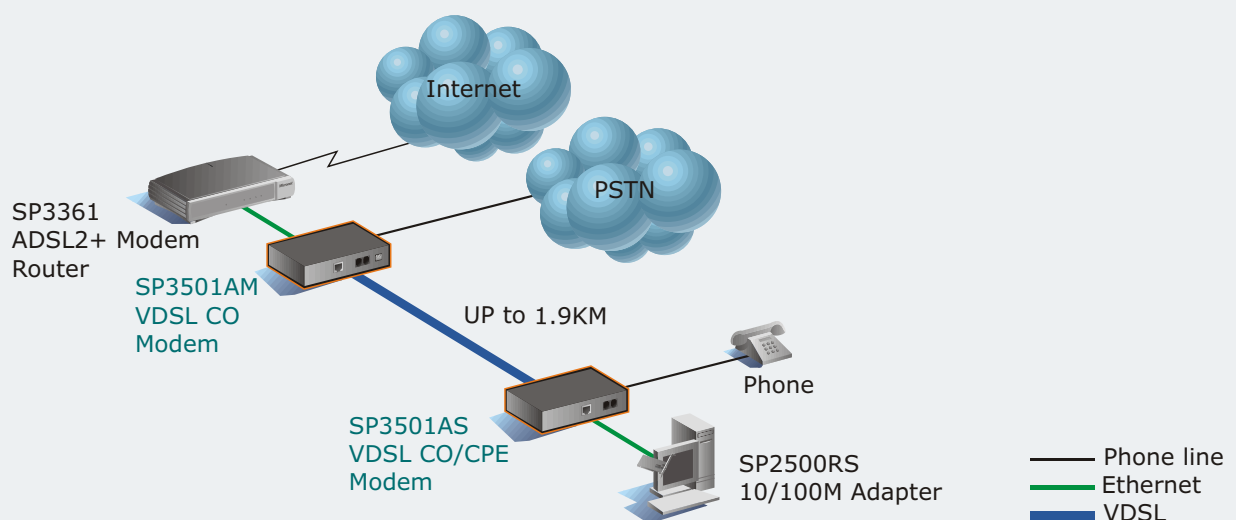 Internet
PSTN
SP3361
ADSL2+ Modem
Router
SP3501AM
VDSL CO
Modem
UP to 1.9KM
Phone
SP3501AS
VDSL CO/CPE
Modem
SP2500RS
10/100M Adapter
Phone line
Ethernet
VDSL